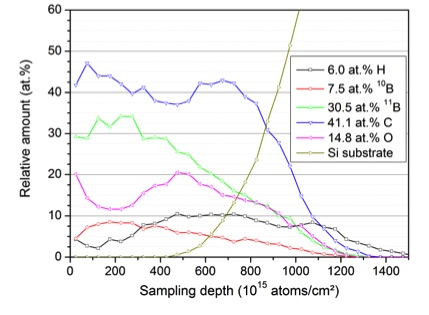 60
50
40
30
20
10
0
Relative amount (at.%)
6.0 at.% H
7.5 at.% ¹⁰B
30.5 at.% ¹¹B
41.1 at.% C
14.8 at.% O
Si substrate
0 200 400 600 800 1000 1200 1400
Sampling depth (10¹⁵ atoms/cm²)